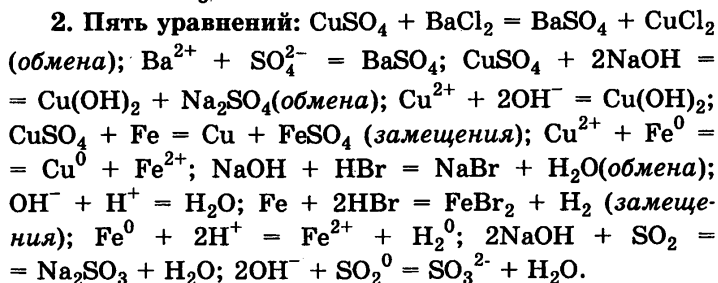 2. Пять уравнений: CuSO₄ + BaCl₂ = BaSO₄ + CuCl₂
(обмена); Ba²⁺ + SO₄²⁻ = BaSO₄; CuSO₄ + 2NaOH =
= Cu(OH)₂ + Na₂SO₄(обмена); Cu²⁺ + 2OH⁻ = Cu(OH)₂;
CuSO₄ + Fe = Cu + FeSO₄ (замещения); Cu²⁺ + Fe⁰ =
= Cu⁰ + Fe²⁺; NaOH + HBr = NaBr + H₂O(обмена);
OH⁻ + H⁺ = H₂O; Fe + 2HBr = FeBr₂ + H₂ (замеще-
ния); Fe⁰ + 2H⁺ = Fe²⁺ + H₂⁰; 2NaOH + SO₂ =
= Na₂SO₃ + H₂O; 2OH⁻ + SO₂⁰ = SO₃²⁻ + H₂O.